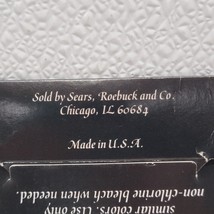 Sold by Sears, Roebuck and Co.
Chicago, IL 60684
Made in U.S.A.
similar colors. Use only
non-chlorine bleach when needed.